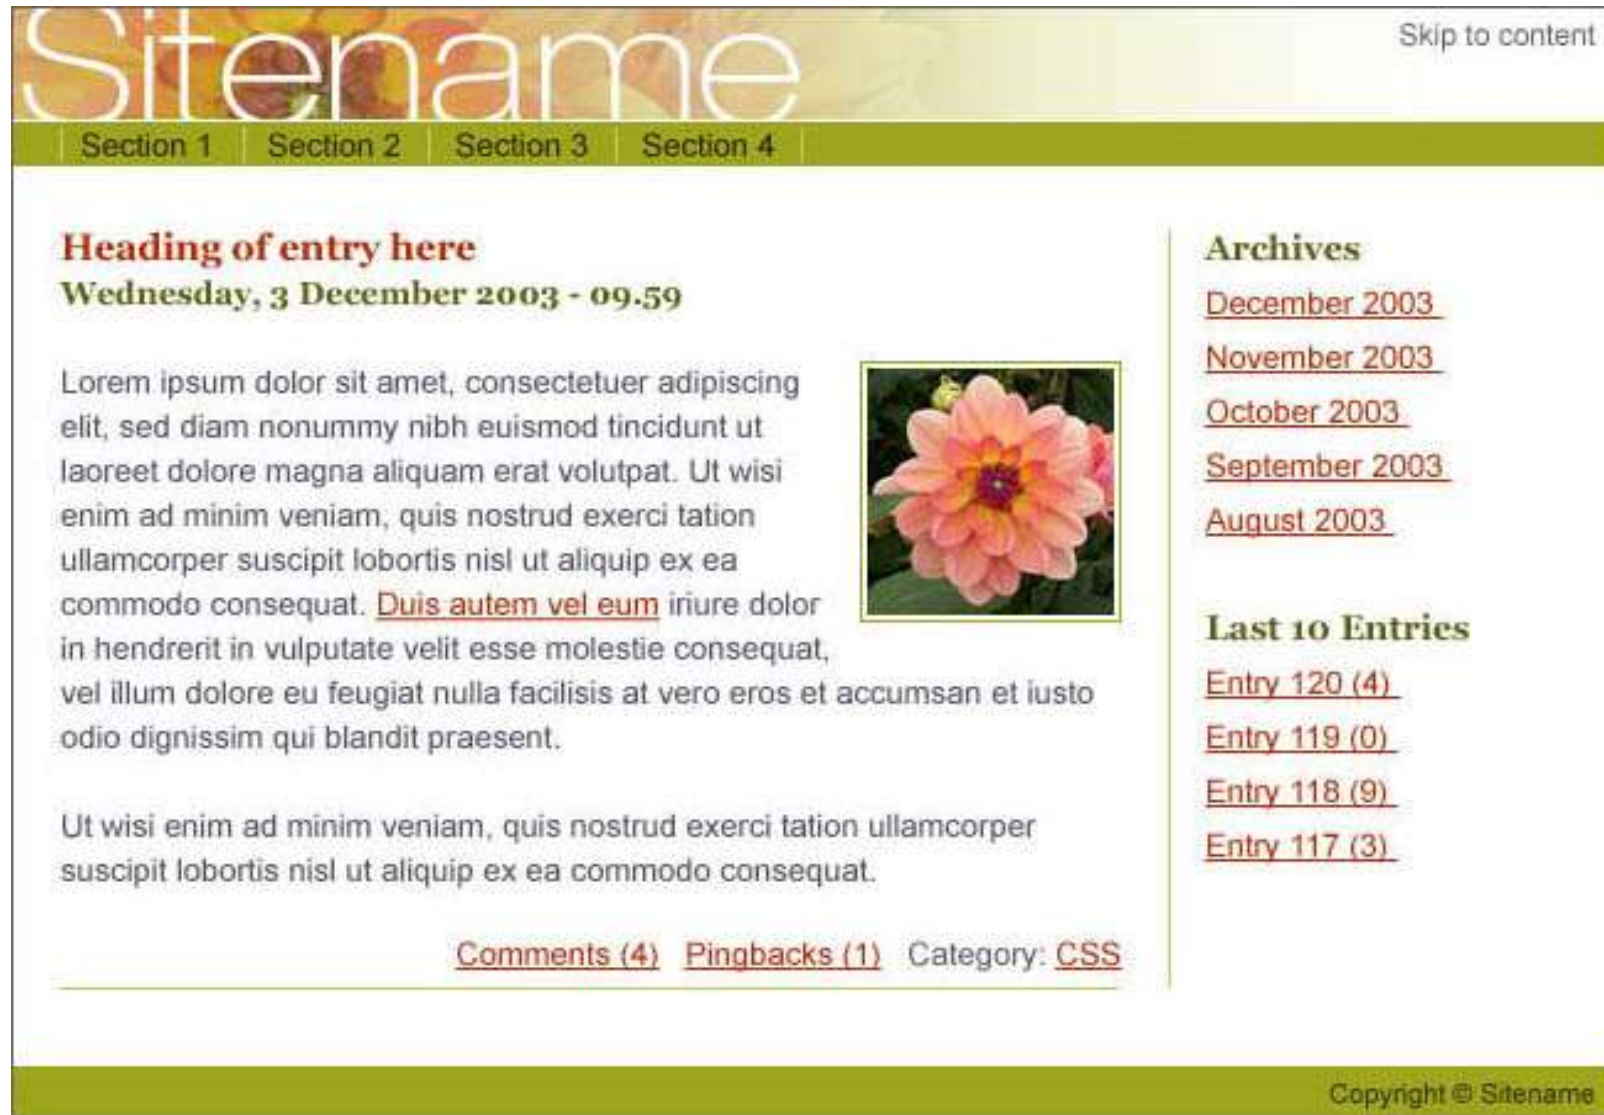 Sitename
Skip to content
Section 1 Section 2 Section 3 Section 4
Heading of entry here
Wednesday, 3 December 2003 - 09.59
Lorem ipsum dolor sit amet, consectetuer adipiscing
elit, sed diam nonummy nibh euismod tincidunt ut
laoreet dolore magna aliquam erat volutpat. Ut wisi
enim ad minim veniam, quis nostrud exerci tation
ullamcorper suscipit lobortis nisl ut aliquip ex ea
commodo consequat. Duis autem vel eum iriure dolor
in hendrerit in vulputate velit esse molestie consequat,
vel illum dolore eu feugiat nulla facilisis at vero eros et accumsan et iusto
odio dignissim qui blandit praesent.
Ut wisi enim ad minim veniam, quis nostrud exerci tation ullamcorper
suscipit lobortis nisl ut aliquip ex ea commodo consequat.
Comments (4) Pingbacks (1) Category: CSS
Archives
December 2003
November 2003
October 2003
September 2003
August 2003
Last 10 Entries
Entry 120 (4)
Entry 119 (0)
Entry 118 (9)
Entry 117 (3)
Copyright © Sitename